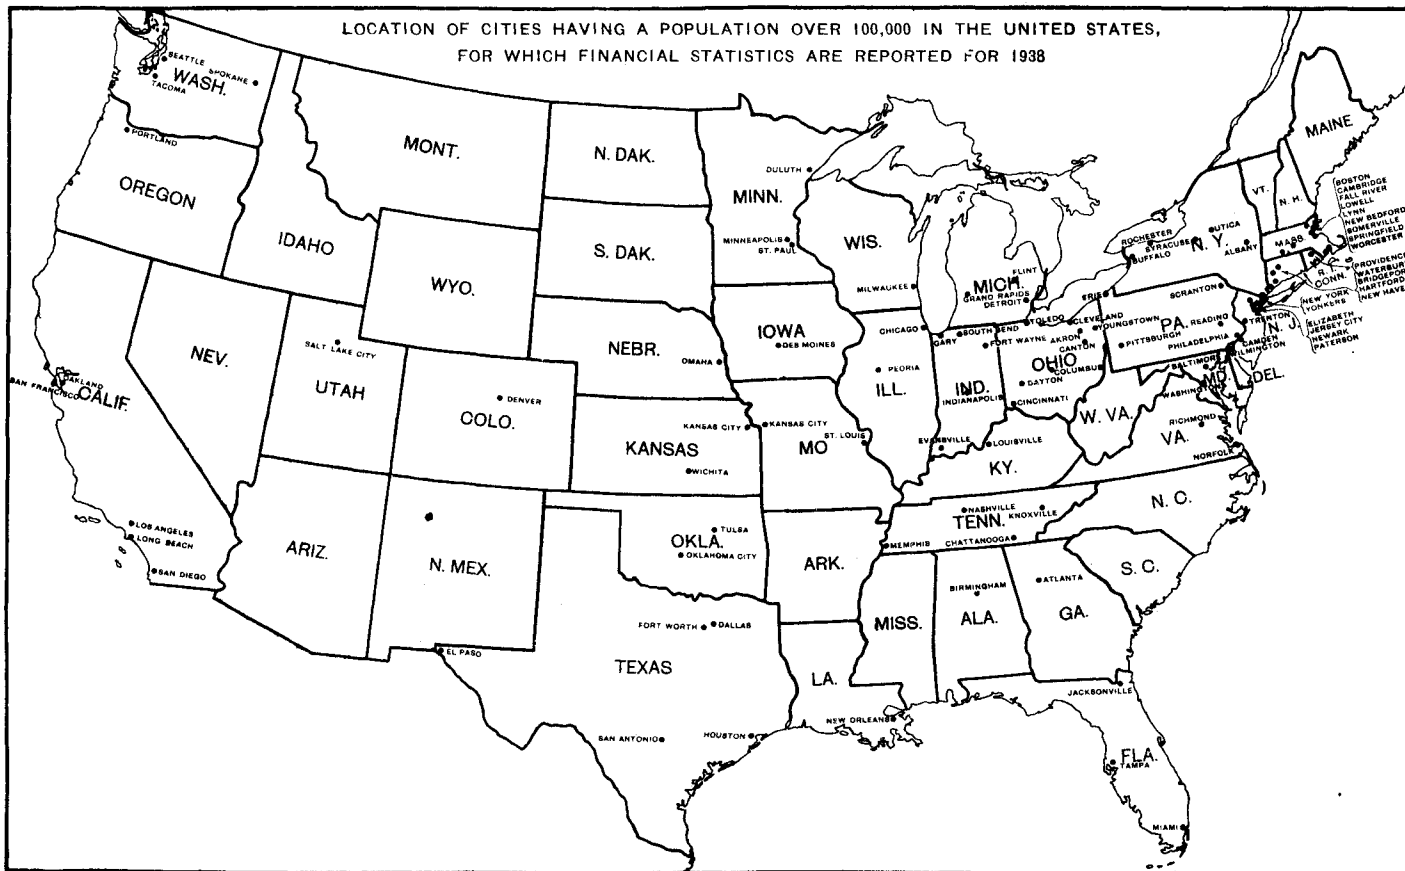 LOCATION OF CITIES HAVING A POPULATION OVER 100,000 IN THE UNITED STATES,
FOR WHICH FINANCIAL STATISTICS ARE REPORTED FOR 1938
SEATTLE
SPOKANE
WASH.
TACOMA
PORTLAND
OREGON
IDAHO
MONT.
WYO.
N. DAK.
S. DAK.
NEBR.
OMAHA
MINN.
DULUTH
MINNEAPOLIS
ST. PAUL
WIS.
MILWAUKEE
IOWA
DES MOINES
MICH.
FLINT
GRAND RAPIDS
DETROIT
CHICAGO
ILL.
PEORIA
GARY
SOUTH BEND
FORT WAYNE
IND.
INDIANAPOLIS
EVANSVILLE
TOLEDO
CLEVELAND
YOUNGSTOWN
AKRON
CANTON
OHIO
COLUMBUS
DAYTON
CINCINNATI
LOUISVILLE
KY.
W. VA.
VA.
RICHMOND
NORFOLK
WASHINGTON
MD.
BALTIMORE
DEL.
WILMINGTON
CAMDEN
TRENTON
N. J.
ELIZABETH
JERSEY CITY
NEWARK
PATERSON
PA.
ERIE
SCRANTON
READING
PITTSBURGH
PHILADELPHIA
N. Y.
ROCHESTER
SYRACUSE
BUFFALO
UTICA
ALBANY
NEW YORK
YONKERS
VT.
N. H.
MAINE
MASS.
BOSTON
CAMBRIDGE
FALL RIVER
LOWELL
LYNN
NEW BEDFORD
SOMERVILLE
SPRINGFIELD
WORCESTER
R. I.
CONN.
PROVIDENCE
WATERBURY
BRIDGEPOR
HARTFORD
NEW HAVE
NEV.
UTAH
SALT LAKE CITY
COLO.
DENVER
KANSAS
KANSAS CITY
WICHITA
KANSAS CITY
ST. LOUIS
MO
OAKLAND
SAN FRANCISCO
CALIF.
LOS ANGELES
LONG BEACH
SAN DIEGO
ARIZ.
N. MEX.
EL PASO
OKLA.
TULSA
OKLAHOMA CITY
ARK.
TEXAS
FORT WORTH
DALLAS
SAN ANTONIO
HOUSTON
LA.
NEW ORLEANS
MISS.
ALA.
BIRMINGHAM
TENN.
NASHVILLE
KNOXVILLE
MEMPHIS
CHATTANOOGA
N. C.
S. C.
GA.
ATLANTA
JACKSONVILLE
FLA.
TAMPA
MIAMI